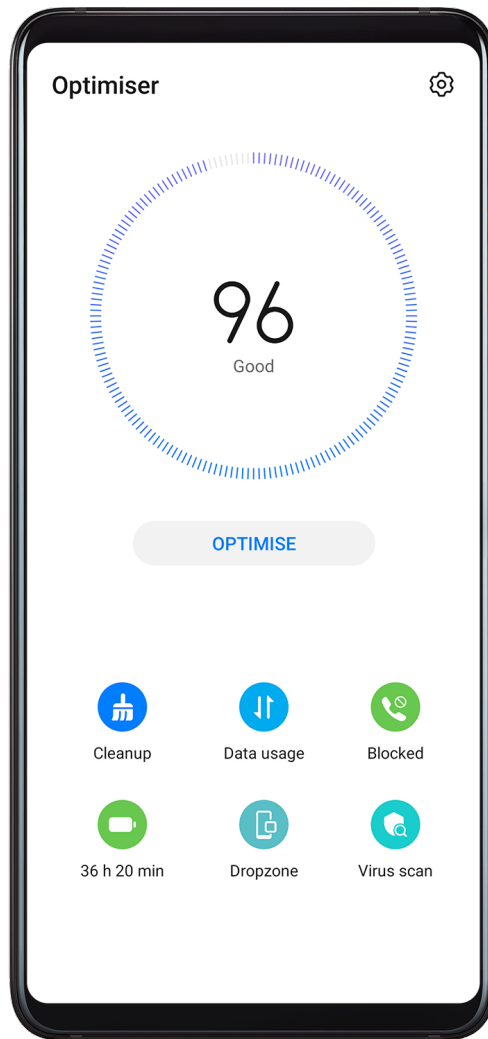 Optimiser
96
Good
OPTIMISE
Cleanup
Data usage
Blocked
36 h 20 min
Dropzone
Virus scan